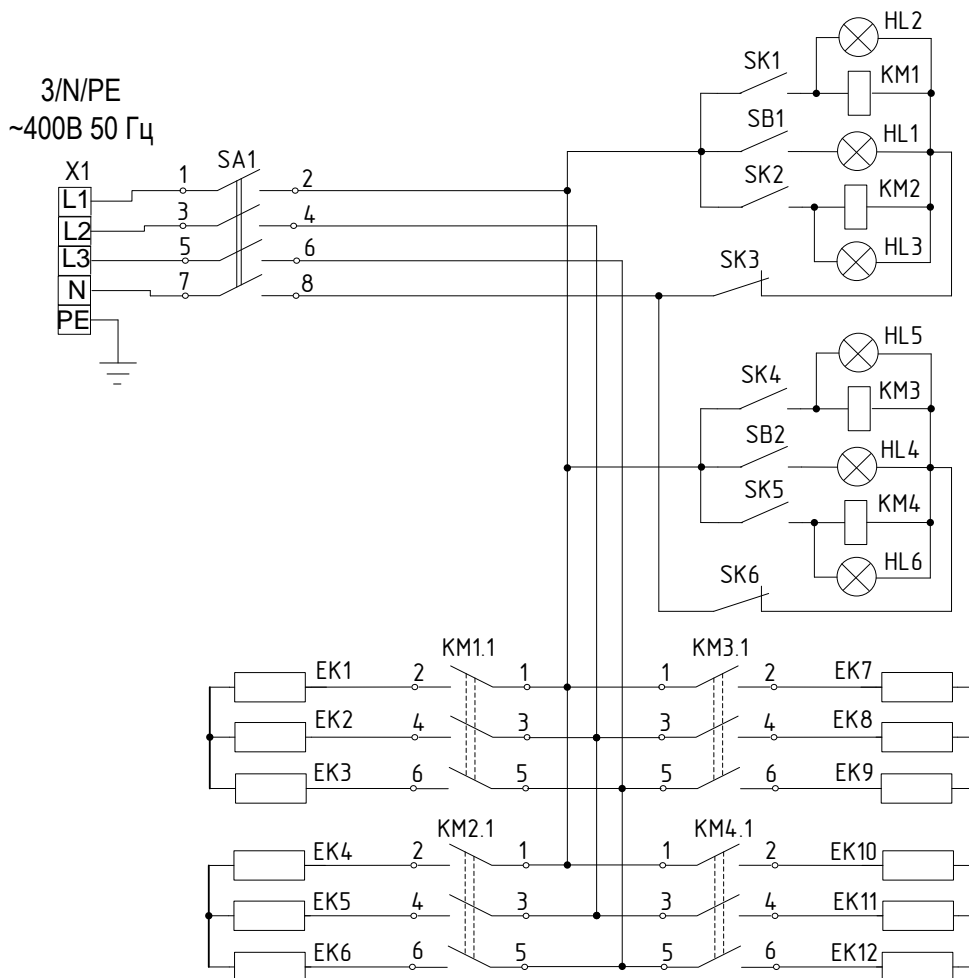 3/N/PE
~400В 50 Гц
X1
L1
L2
L3
N
PE
SA1
1 2
3 4
5 6
7 8
HL2
SK1
KM1
SB1
HL1
SK2
KM2
HL3
SK3
HL5
SK4
KM3
SB2
HL4
SK5
KM4
HL6
SK6
KM1.1 KM3.1
EK1 2 1 1 2 EK7
EK2 4 3 3 4 EK8
EK3 6 5 5 6 EK9
KM2.1 KM4.1
EK4 2 1 1 2 EK10
EK5 4 3 3 4 EK11
EK6 6 5 5 6 EK12